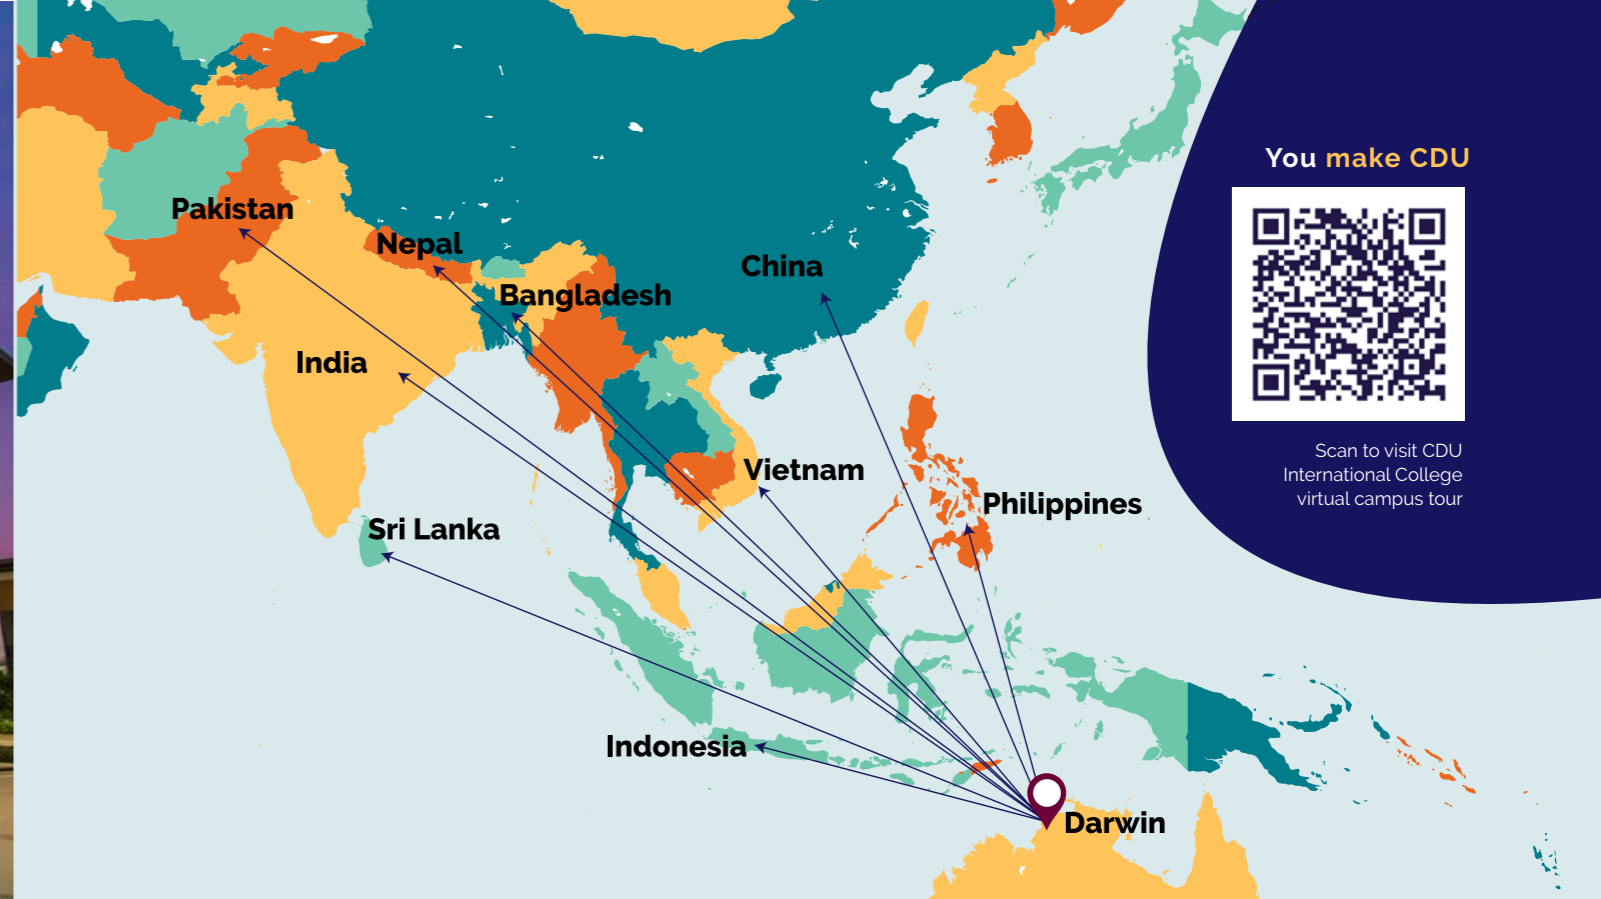 You make CDU
Pakistan
Nepal
China
Bangladesh
India
Vietnam
Philippines
Sri Lanka
Indonesia
Darwin
Scan to visit CDU
International College
virtual campus tour